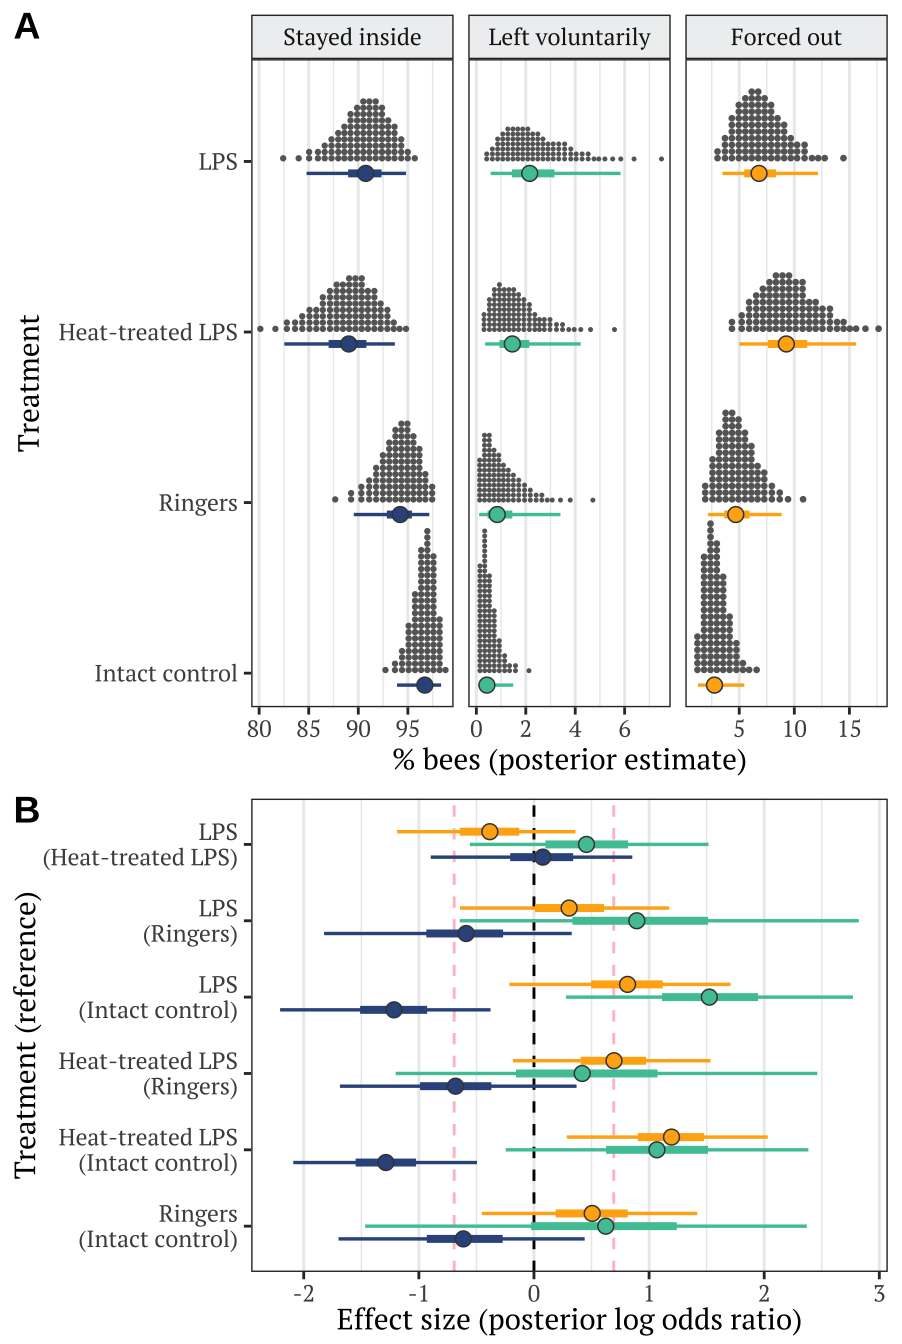 A
Stayed inside
Left voluntarily
Forced out
Treatment
LPS
Heat-treated LPS
Ringers
Intact control
80 85 90 95
0 2 4 6
5 10 15
% bees (posterior estimate)
B
Treatment (reference)
LPS
(Heat-treated LPS)
LPS
(Ringers)
LPS
(Intact control)
Heat-treated LPS
(Ringers)
Heat-treated LPS
(Intact control)
Ringers
(Intact control)
-2 -1 0 1 2 3
Effect size (posterior log odds ratio)